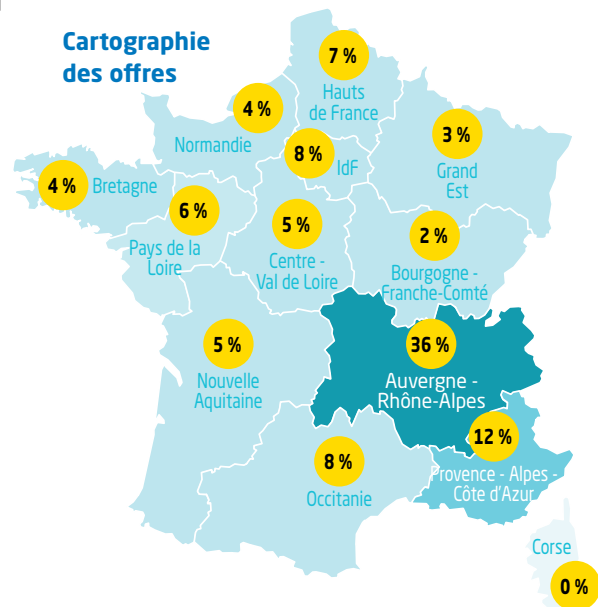 Cartographie
des offres
7 %
Hauts
de France
4 %
Normandie
8 %
IdF
3 %
Grand
Est
4 %
Bretagne
6 %
Pays de la
Loire
5 %
Centre -
Val de Loire
2 %
Bourgogne -
Franche-Comté
5 %
Nouvelle
Aquitaine
36 %
Auvergne -
Rhône-Alpes
12 %
Provence - Alpes -
Côte d'Azur
8 %
Occitanie
Corse
0 %